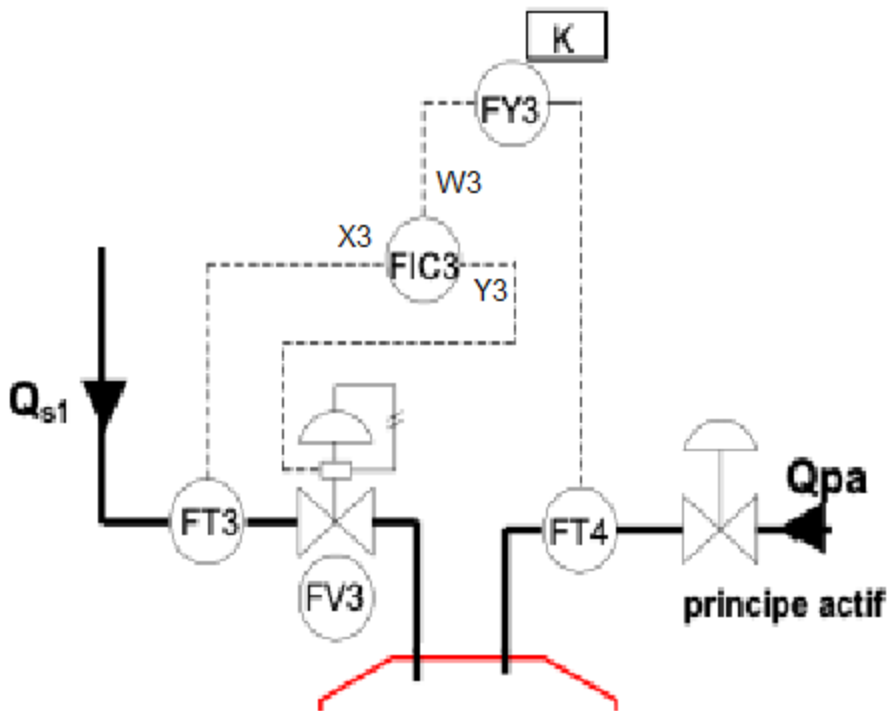 K
FY3
W3
X3
FIC3
Y3
Qs1
Qpa
FT3
FT4
FV3
principe actif